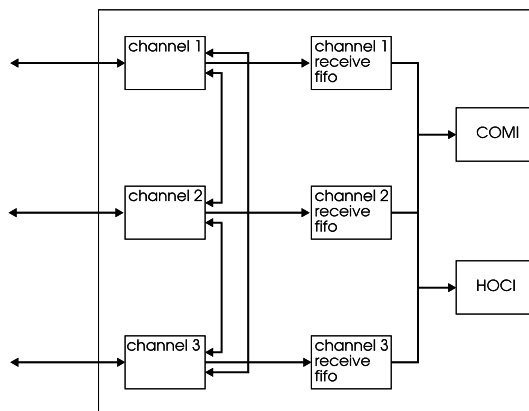 channel 1
channel 1
receive
fifo
COMI
channel 2
channel 2
receive
fifo
HOCI
channel 3
channel 3
receive
fifo